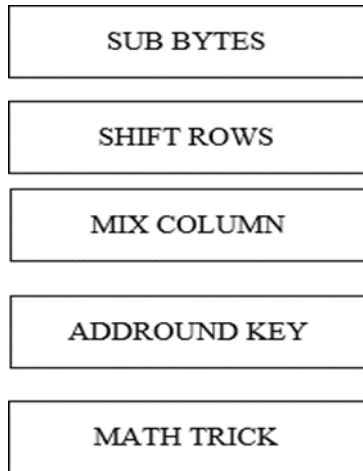 SUB BYTES
SHIFT ROWS
MIX COLUMN
ADDROUND KEY
MATH TRICK